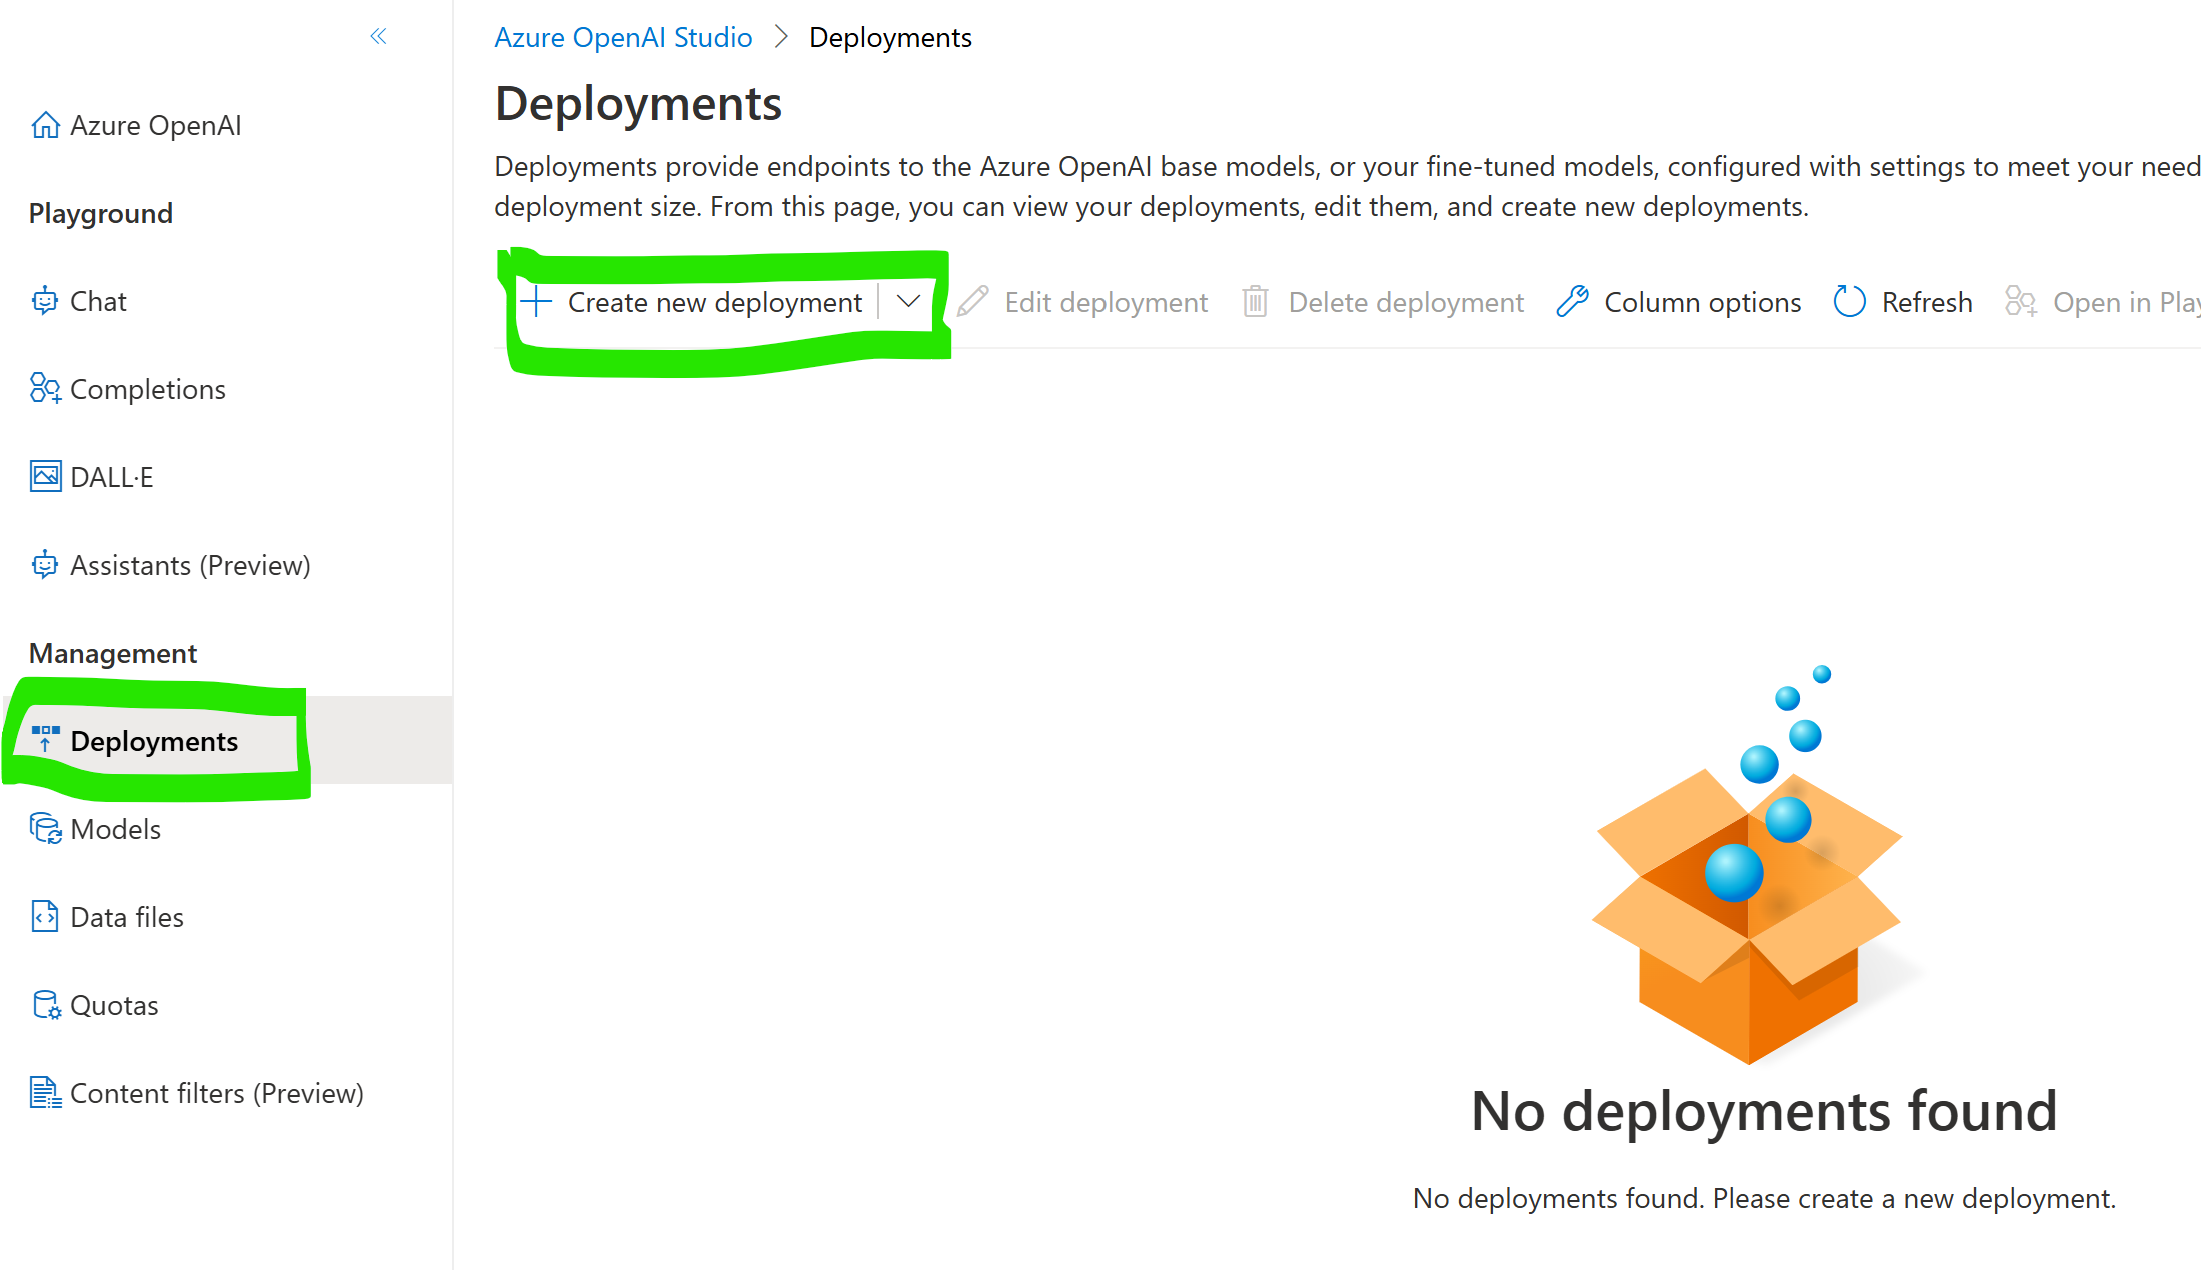 Azure OpenAI Studio > Deployments
Azure OpenAI
Playground
Chat
Completions
DALL·E
Assistants (Preview)
Management
Deployments
Models
Data files
Quotas
Content filters (Preview)
Deployments
Deployments provide endpoints to the Azure OpenAI base models, or your fine-tuned models, configured with settings to meet your need
deployment size. From this page, you can view your deployments, edit them, and create new deployments.
Create new deployment Edit deployment Delete deployment Column options Refresh Open in Play
No deployments found
No deployments found. Please create a new deployment.